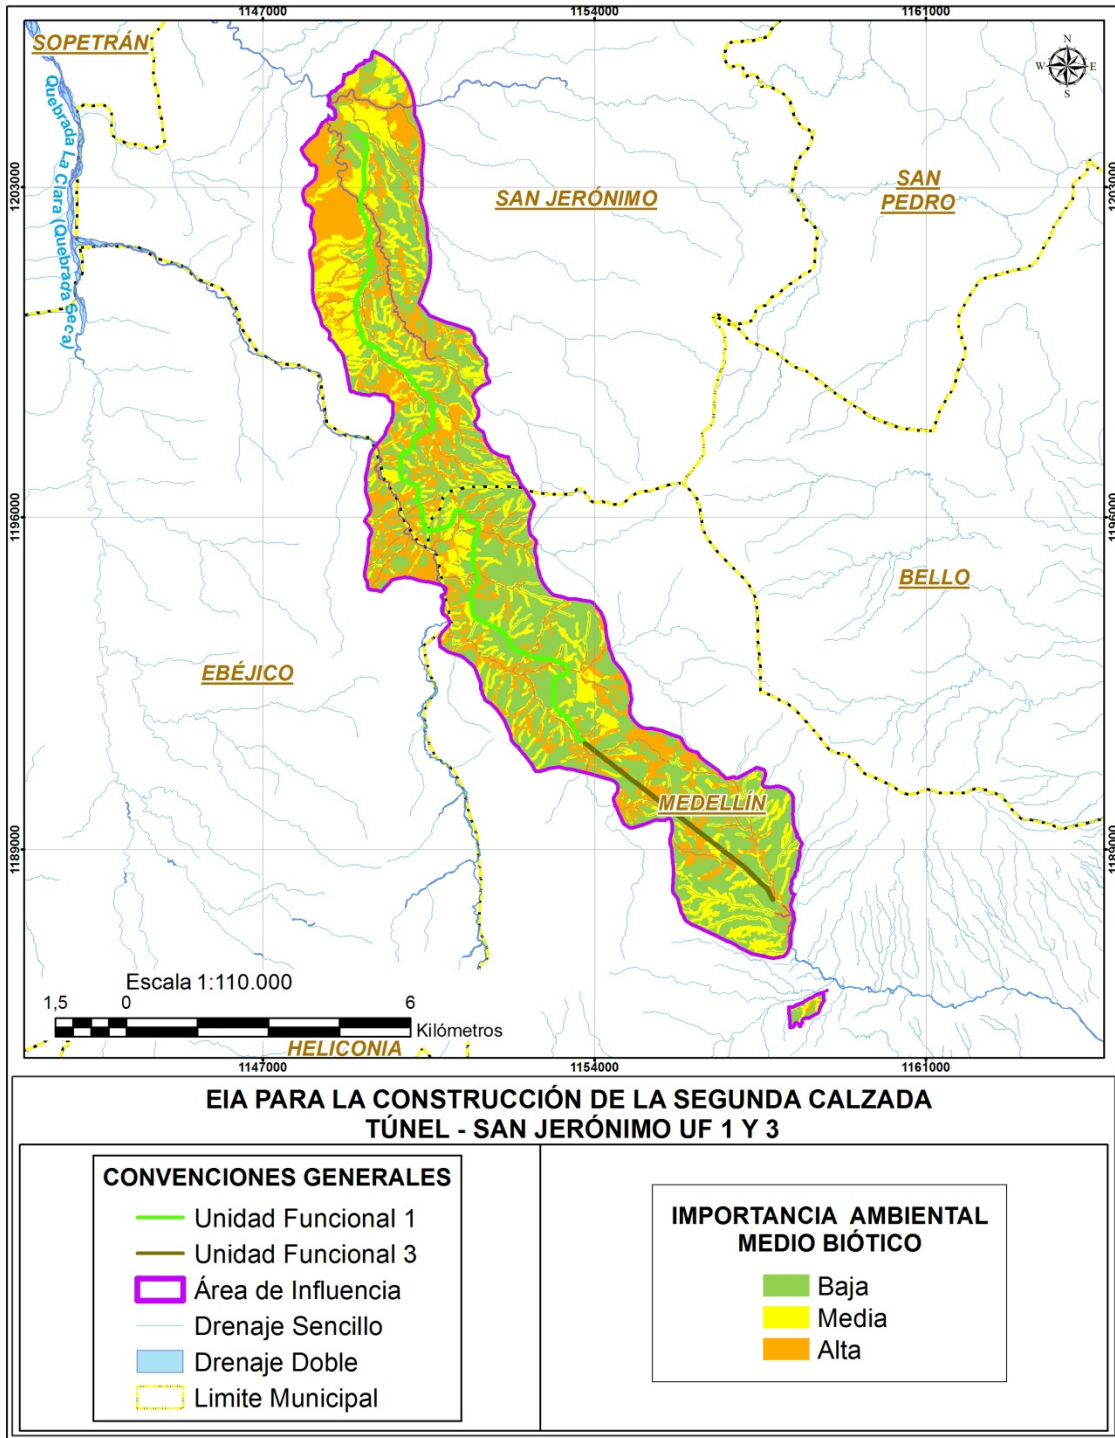 1147000
1154000
1161000
SOPETRÁN
N
W
E
S
Quebrada La Clara (Quebrada Seca)
1203000
1203000
SAN JERÓNIMO
SAN
PEDRO
1196000
1196000
BELLO
EBÉJICO
MEDELLÍN
1189000
1189000
Escala 1:110.000
1,5
0
6
Kilómetros
HELICONIA
1147000
1154000
1161000
EIA PARA LA CONSTRUCCIÓN DE LA SEGUNDA CALZADA
TÚNEL - SAN JERÓNIMO UF 1 Y 3
CONVENCIONES GENERALES
Unidad Funcional 1
Unidad Funcional 3
Área de Influencia
Drenaje Sencillo
Drenaje Doble
Limite Municipal
IMPORTANCIA AMBIENTAL
MEDIO BIÓTICO
Baja
Media
Alta